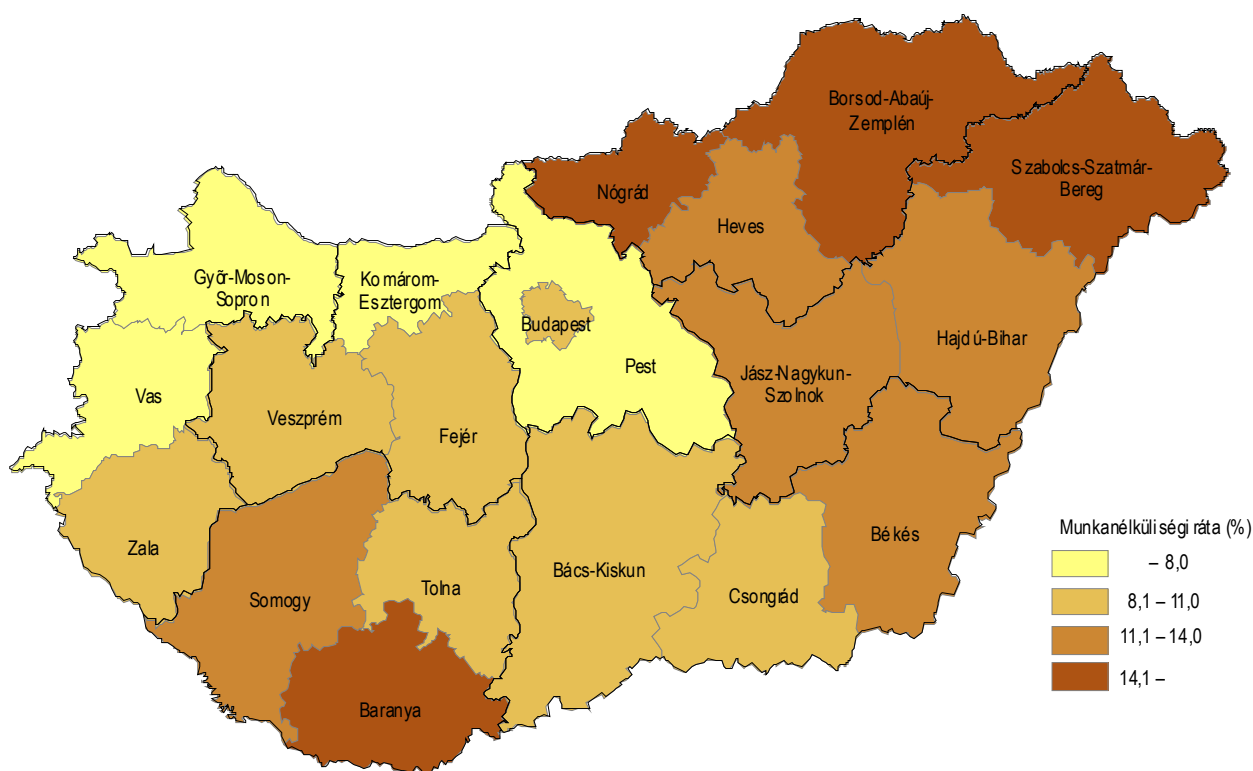 Borsod-Abaúj-
Zemplén
Szabolcs-Szatmár-
Bereg
Nógrád
Heves
Győr-Moson-
Sopron
Komárom-
Esztergom
Budapest
Hajdú-Bihar
Pest
Jász-Nagykun-
Szolnok
Vas
Veszprém
Fejér
Zala
Somogy
Tolna
Bács-Kiskun
Csongrád
Békés
Baranya
Munkanélküliségi ráta (%)
– 8,0
8,1 – 11,0
11,1 – 14,0
14,1 –